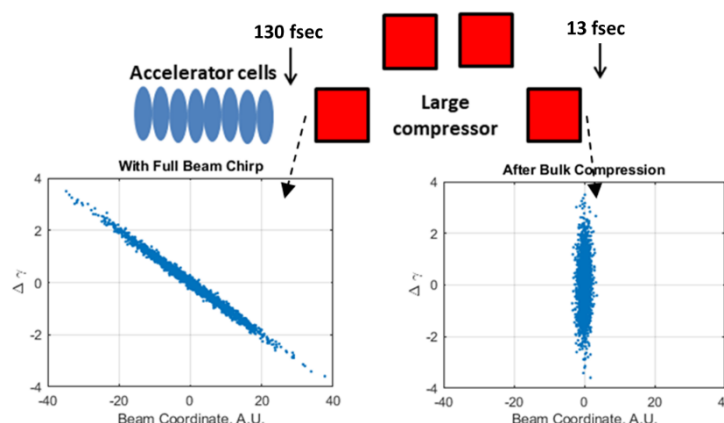 130 fsec
13 fsec
Accelerator cells
Large
compressor
With Full Beam Chirp
4
2
0
-2
-4
Δ γ
-40
-20
0
20
40
Beam Coordinate, A.U.
After Bulk Compression
4
2
0
-2
-4
Δ γ
-40
-20
0
20
40
Beam Coordinate, A.U.